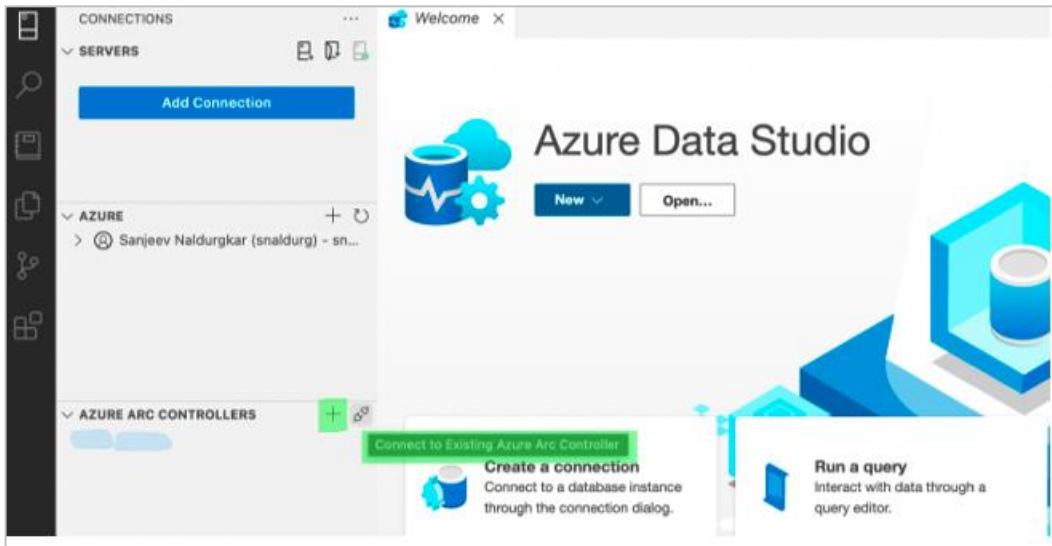 CONNECTIONS
SERVERS
Add Connection
AZURE
Sanjeev Naldurgkar (snaldurg) - sn...
AZURE ARC CONTROLLERS
Welcome
Azure Data Studio
New
Open...
Connect to Existing Azure Arc Controller
Create a connection
Connect to a database instance
through the connection dialog.
Run a query
Interact with data through a
query editor.